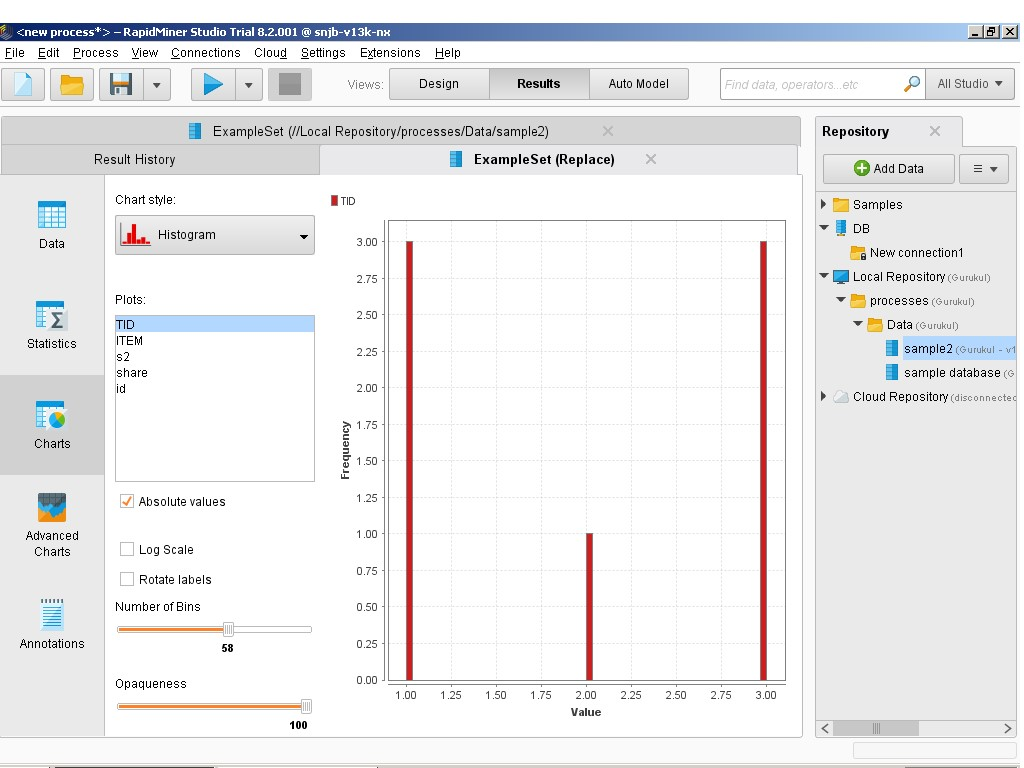 <new process*> – RapidMiner Studio Trial 8.2.001 @ snjb-v13k-nx
File Edit Process View Connections Cloud Settings Extensions Help
Views: Design Results Auto Model
Find data, operators...etc
All Studio
ExampleSet (//Local Repository/processes/Data/sample2)
Result History
ExampleSet (Replace)
Data
Statistics
Charts
Advanced
Charts
Annotations
Chart style:
Histogram
Plots:
TID
ITEM
s2
share
id
Absolute values
Log Scale
Rotate labels
Number of Bins
58
Opaqueness
100
TID
Frequency
3.00
2.75
2.50
2.25
2.00
1.75
1.50
1.25
1.00
0.75
0.50
0.25
0.00
1.00 1.25 1.50 1.75 2.00 2.25 2.50 2.75 3.00
Value
Repository
Add Data
Samples
DB
New connection1
Local Repository (Gurukul)
processes (Gurukul)
Data (Gurukul)
sample2 (Gurukul - v1
sample database (G
Cloud Repository (disconnected